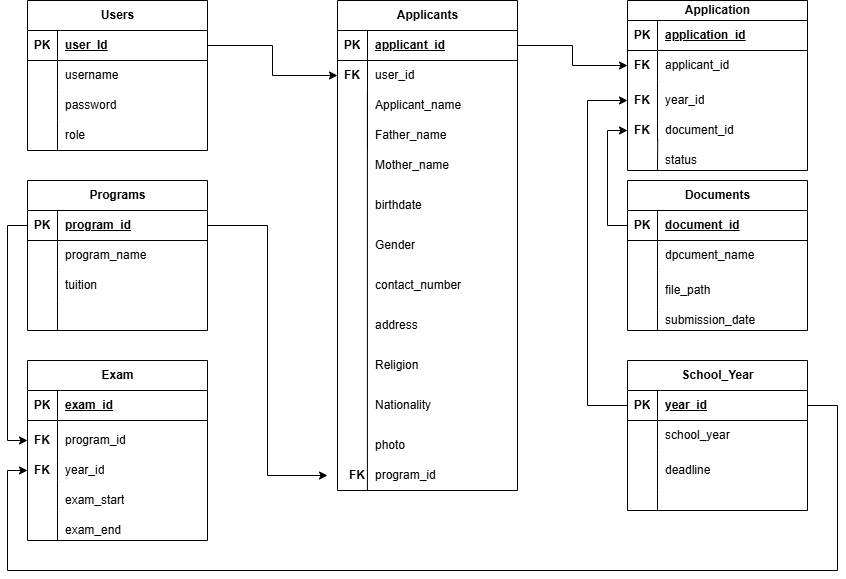 Users
PK user_Id
username
password
role
Applicants
PK applicant_id
FK user_id
Applicant_name
Father_name
Mother_name
birthdate
Gender
contact_number
address
Religion
Nationality
photo
FK program_id
Application
PK application_id
FK applicant_id
FK year_id
FK document_id
status
Programs
PK program_id
program_name
tuition
Documents
PK document_id
dpcument_name
file_path
submission_date
Exam
PK exam_id
FK program_id
FK year_id
exam_start
exam_end
School_Year
PK year_id
school_year
deadline